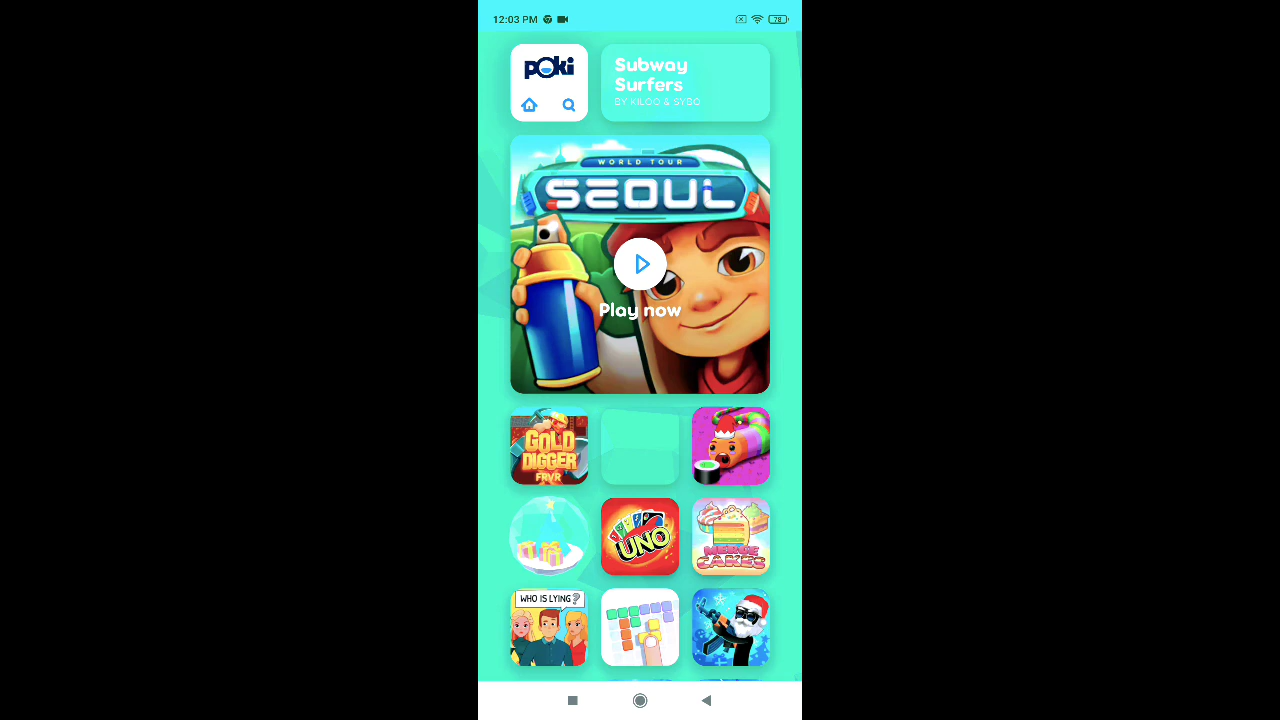 12:03 PM
78
poki
Subway
Surfers
BY KILOO & SYBO
WORLD TOUR
SEOUL
Play now
GOLD
DIGGER
FRVR
UNO
MERGE
CAKES
WHO IS LYING?